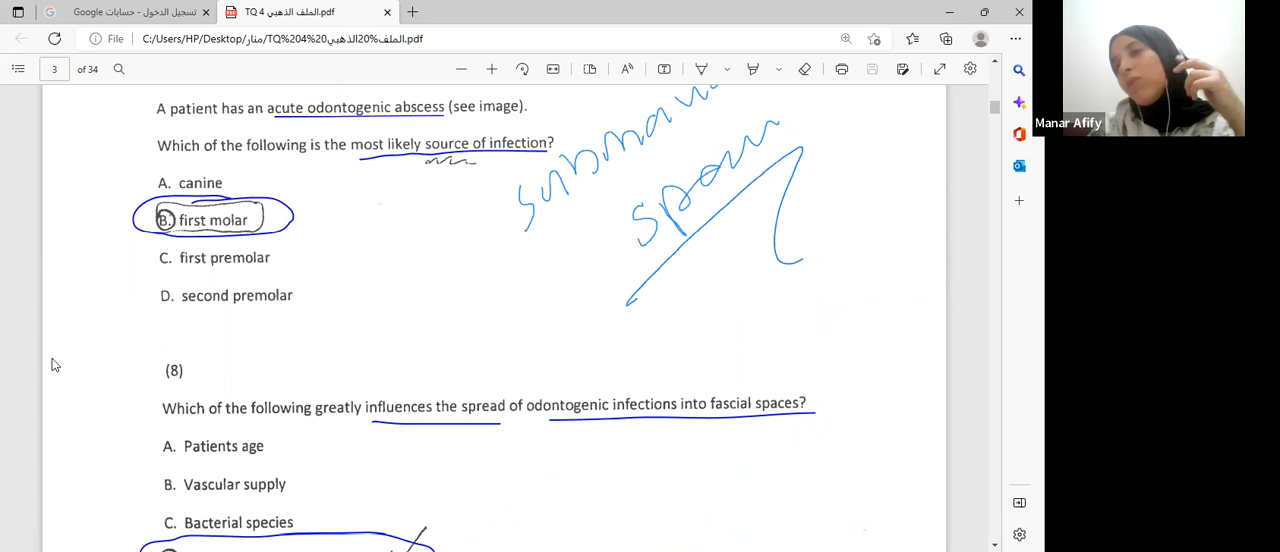 تسجيل الدخول - حسابات Google
TQ 4 الملف الذهبي.pdf
File
C:/Users/HP/Desktop/منار/TQ%204%20الملف%20الذهبي.pdf
3 of 34
A patient has an acute odontogenic abscess (see image).
Which of the following is the most likely source of infection?
A. canine
B. first molar
C. first premolar
D. second premolar
space
(8)
Which of the following greatly influences the spread of odontogenic infections into fascial spaces?
A. Patients age
B. Vascular supply
C. Bacterial species
Manar Afify